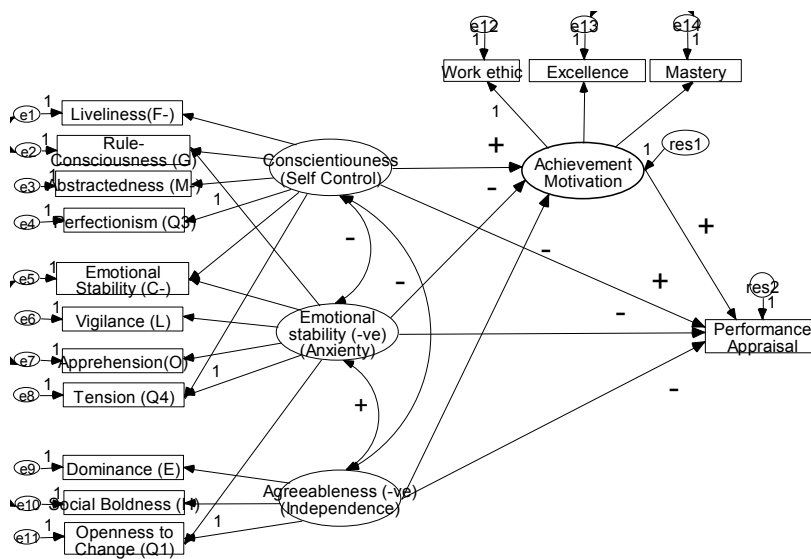 e12
e13
e14
1
1
1
Work ethic
Excellence
Mastery
1
e1
1
Liveliness(F-)
e2
1
Rule-
Consciousness (G)
e3
1
Abstractedness (M
e4
1
Perfectionism (Q3)
1
Conscientiouness
(Self Control)
+
-
Achievement
Motivation
1
res1
-
-
-
+
+
e5
1
Emotional
Stability (C-)
e6
1
Vigilance (L)
e7
1
Apprehension(O)
e8
1
Tension (Q4)
1
Emotional
stability (-ve)
(Anxienty)
-
res2
1
Performance
Appraisal
+
-
e9
1
Dominance (E)
e10
1
Social Boldness (H)
e11
1
Openness to
Change (Q1)
1
Agreeableness (-ve)
(Independence)